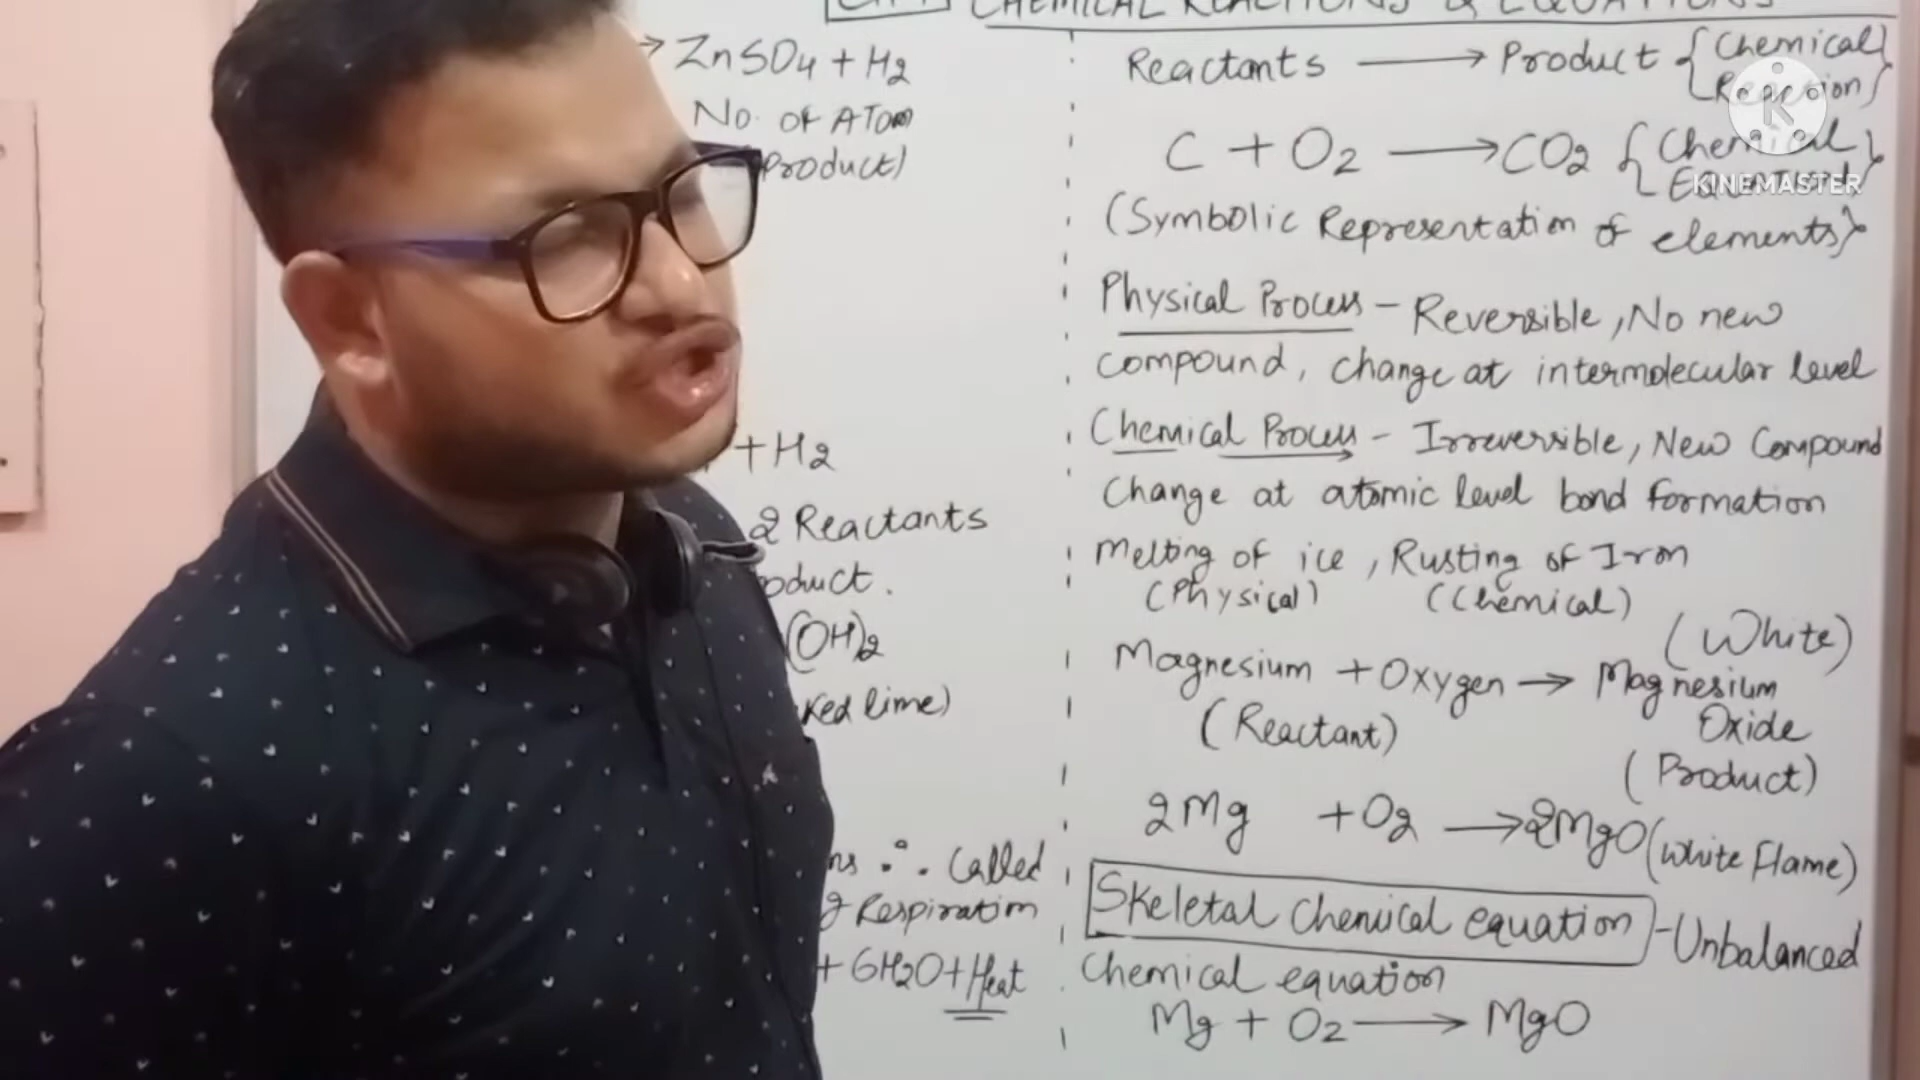 CHEMICAL REACTIONS & EQUATIONS
→ ZnSO4 + H2
No. of ATom
Product)
+ H2
2 Reactants
oduct.
(OH)2
ked lime)
ns ∴ Called
g Respiration
+ 6H2O + Heat
Reactants → Product {Chemical
Reaction}
C + O2 → CO2 {Chemical
Equation}
(Symbolic Representation of elements}
Physical Process - Reversible, No new
compound, change at intermolecular level
Chemical Process - Irreversible, New Compound
Change at atomic level bond formation
Melting of ice, Rusting of Iron
(Physical) (Chemical)
(White)
Magnesium + Oxygen → Magnesium
Oxide
(Reactant)
(Product)
2Mg + O2 → 2MgO (White Flame)
Skeletal Chemical equation - Unbalanced
Chemical equation
Mg + O2 → MgO
K
KINEMASTER